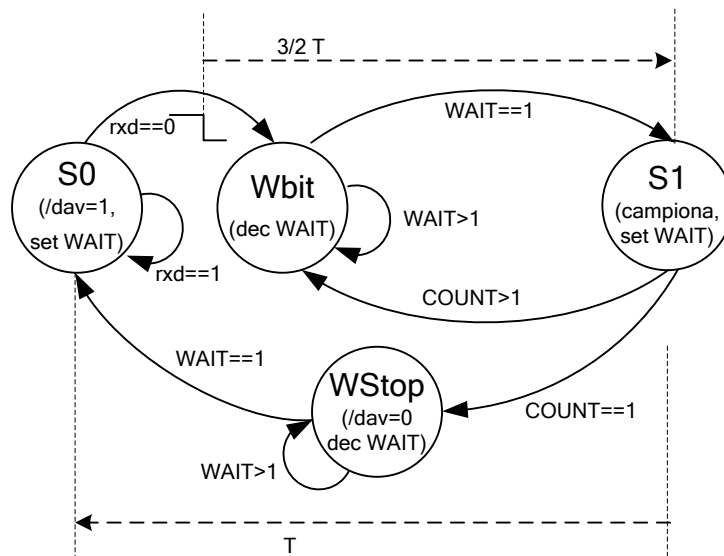 3/2 T
WAIT==1
rxd==0
S0
(/dav=1,
set WAIT)
rxd==1
Wbit
(dec WAIT)
WAIT>1
S1
(campiona,
set WAIT)
COUNT>1
WAIT==1
WStop
(/dav=0
dec WAIT)
COUNT==1
WAIT>1
T